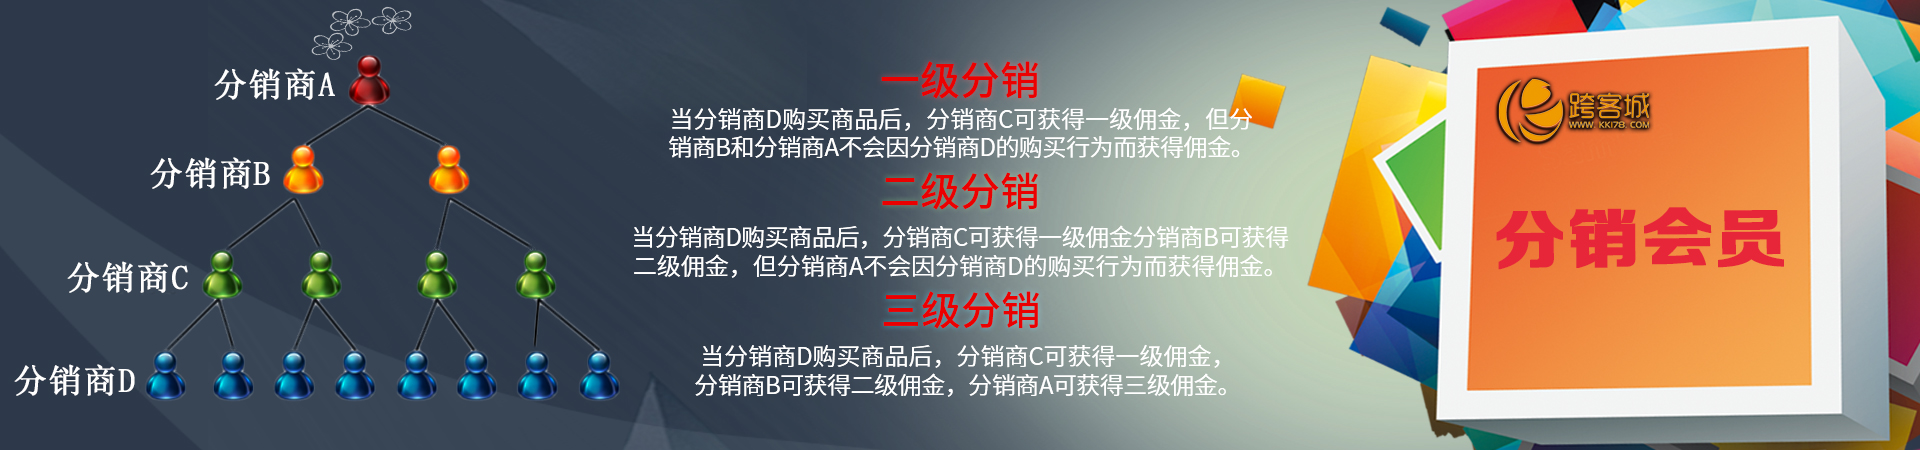 分销商A
分销商B
分销商C
分销商D
一级分销
当分销商D购买商品后，分销商C可获得一级佣金，但分
销商B和分销商A不会因分销商D的购买行为而获得佣金。
二级分销
当分销商D购买商品后，分销商C可获得一级佣金分销商B可获得
二级佣金，但分销商A不会因分销商D的购买行为而获得佣金。
三级分销
当分销商D购买商品后，分销商C可获得一级佣金，
分销商B可获得二级佣金，分销商A可获得三级佣金。
跨客城
WWW.KK178.COM
分销会员